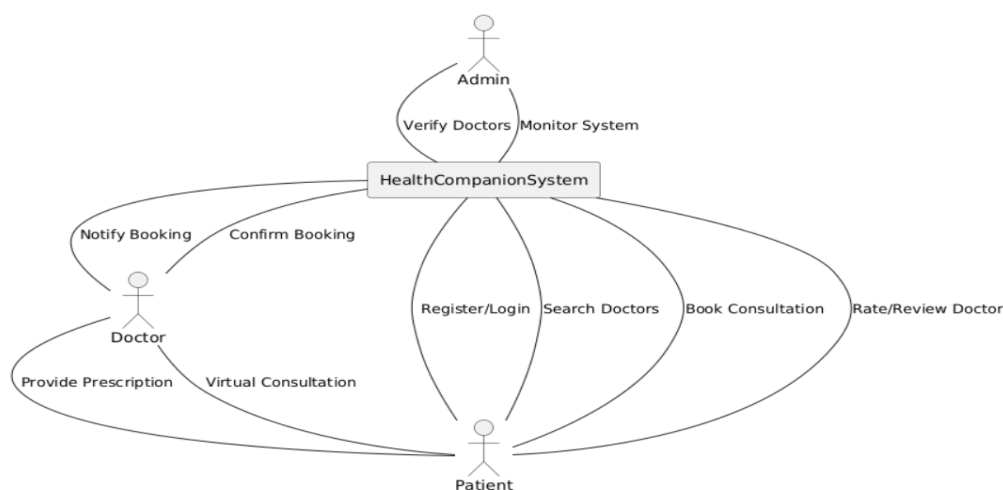 Admin
Verify Doctors
Monitor System
HealthCompanionSystem
Notify Booking
Confirm Booking
Register/Login
Search Doctors
Book Consultation
Rate/Review Doctor
Doctor
Provide Prescription
Virtual Consultation
Patient